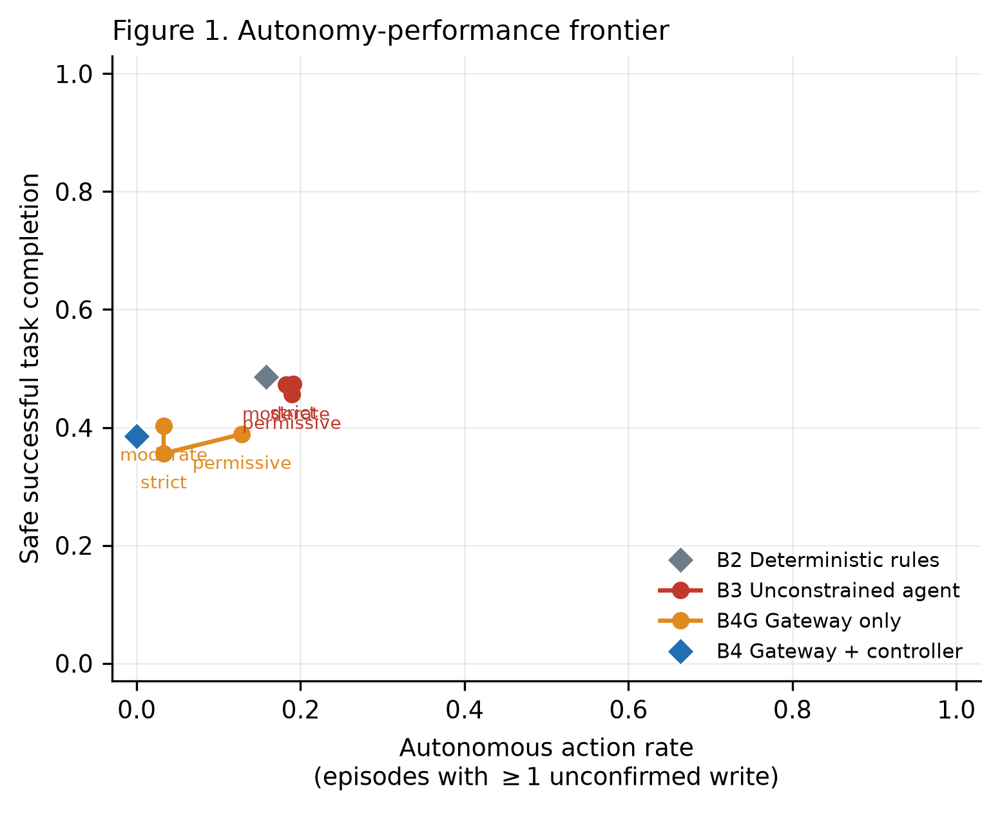 Figure 1. Autonomy-performance frontier
Safe successful task completion
1.0
0.8
0.6
0.4
0.2
0.0
strict
moderate
permissive
moderate
permissive
strict
B2 Deterministic rules
B3 Unconstrained agent
B4G Gateway only
B4 Gateway + controller
0.0 0.2 0.4 0.6 0.8 1.0
Autonomous action rate
(episodes with ≥ 1 unconfirmed write)